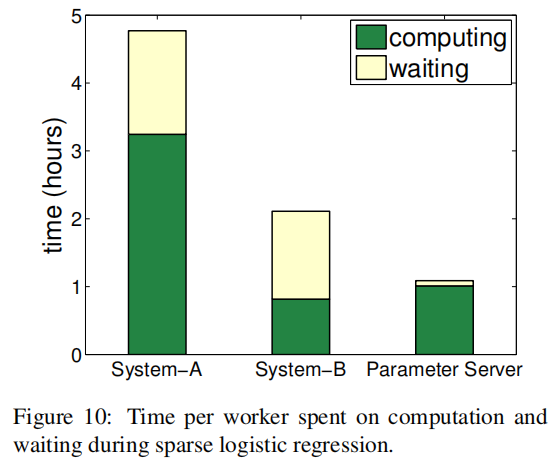 5
4
3
2
1
0
time (hours)
computing
waiting
System-A
System-B
Parameter Server
Figure 10: Time per worker spent on computation and
waiting during sparse logistic regression.